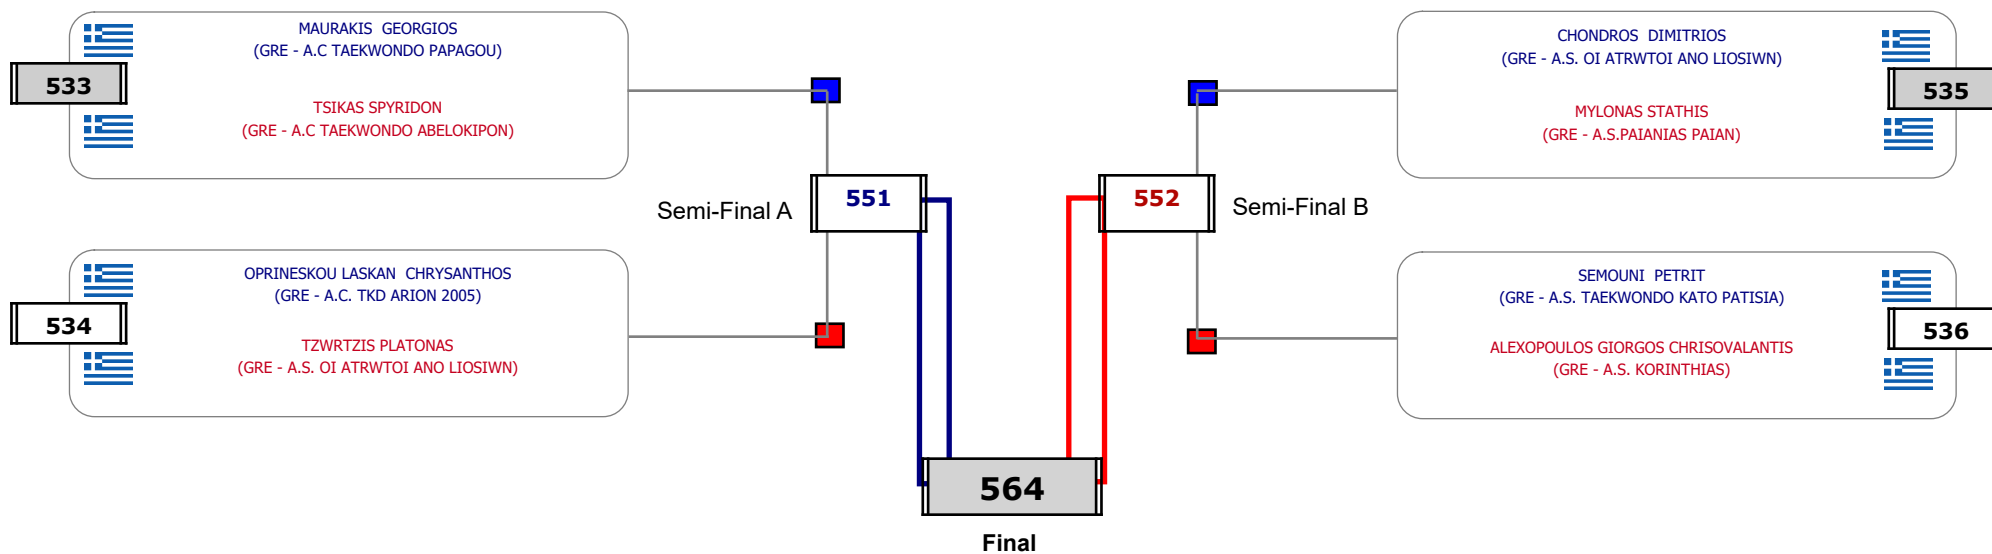 MAURAKIS GEORGIOS
(GRE - A.C TAEKWONDO PAPAGOU)
533
TSIKAS SPYRIDON
(GRE - A.C TAEKWONDO ABELOKIPON)
CHONDROS DIMITRIOS
(GRE - A.S. OI ATRWTOI ANO LIOSIWN)
535
MYLONAS STATHIS
(GRE - A.S.PAIANIAS PAIAN)
Semi-Final A
551
552
Semi-Final B
OPRINESKOU LASKAN CHRYSANTHOS
(GRE - A.C. TKD ARION 2005)
534
TZWRTZIS PLATONAS
(GRE - A.S. OI ATRWTOI ANO LIOSIWN)
SEMOUNI PETRIT
(GRE - A.S. TAEKWONDO KATO PATISIA)
536
ALEXOPOULOS GIORGOS CHRISOVALANTIS
(GRE - A.S. KORINTHIAS)
564
Final